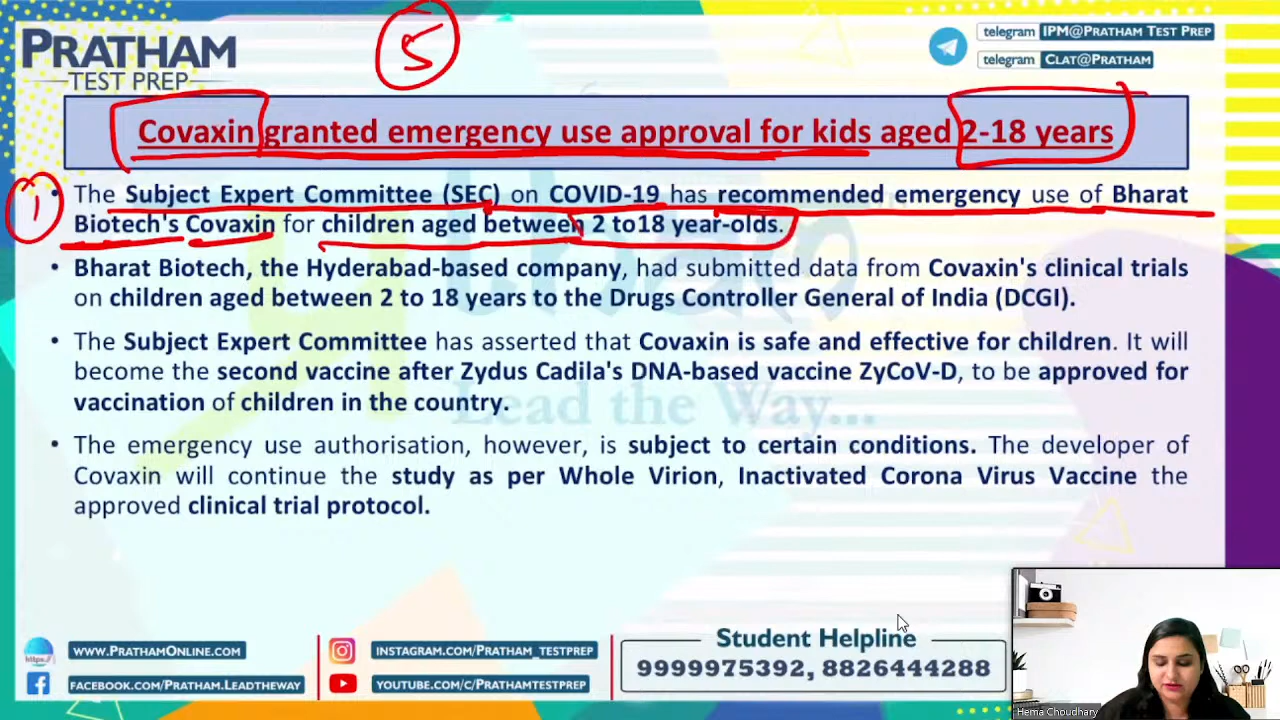 PRATHAM
TEST PREP
5
telegram IPM@PRATHAM TEST PREP
telegram CLAT@PRATHAM
Covaxin granted emergency use approval for kids aged 2-18 years
1
• The Subject Expert Committee (SEC) on COVID-19 has recommended emergency use of Bharat
Biotech's Covaxin for children aged between 2 to18 year-olds.
• Bharat Biotech, the Hyderabad-based company, had submitted data from Covaxin's clinical trials
on children aged between 2 to 18 years to the Drugs Controller General of India (DCGI).
• The Subject Expert Committee has asserted that Covaxin is safe and effective for children. It will
become the second vaccine after Zydus Cadila's DNA-based vaccine ZyCoV-D, to be approved for
vaccination of children in the country.
• The emergency use authorisation, however, is subject to certain conditions. The developer of
Covaxin will continue the study as per Whole Virion, Inactivated Corona Virus Vaccine the
approved clinical trial protocol.
Lead the Way...
https://
WWW.PRATHAMONLINE.COM
FACEBOOK.COM/PRATHAM.LEADTHEWAY
INSTAGRAM.COM/PRATHAM_TESTPREP
YOUTUBE.COM/C/PRATHAMTESTPREP
Student Helpline
9999975392, 8826444288
Hema Choudhary